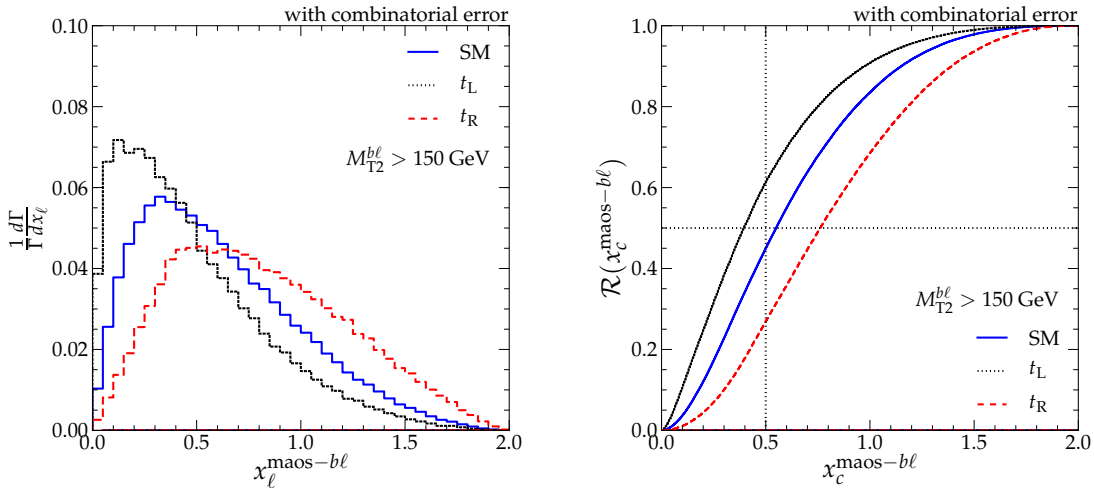 with combinatorial error
0.10
0.08
0.06
0.04
0.02
0.00
1/Γ dΓ/dx_ℓ
SM
t_L
t_R
M_T2^{bℓ} > 150 GeV
0.0 0.5 1.0 1.5 2.0
x_ℓ^{maos−bℓ}
with combinatorial error
1.0
0.8
0.6
0.4
0.2
0.0
R(x_c^{maos−bℓ})
M_T2^{bℓ} > 150 GeV
SM
t_L
t_R
0.0 0.5 1.0 1.5 2.0
x_c^{maos−bℓ}